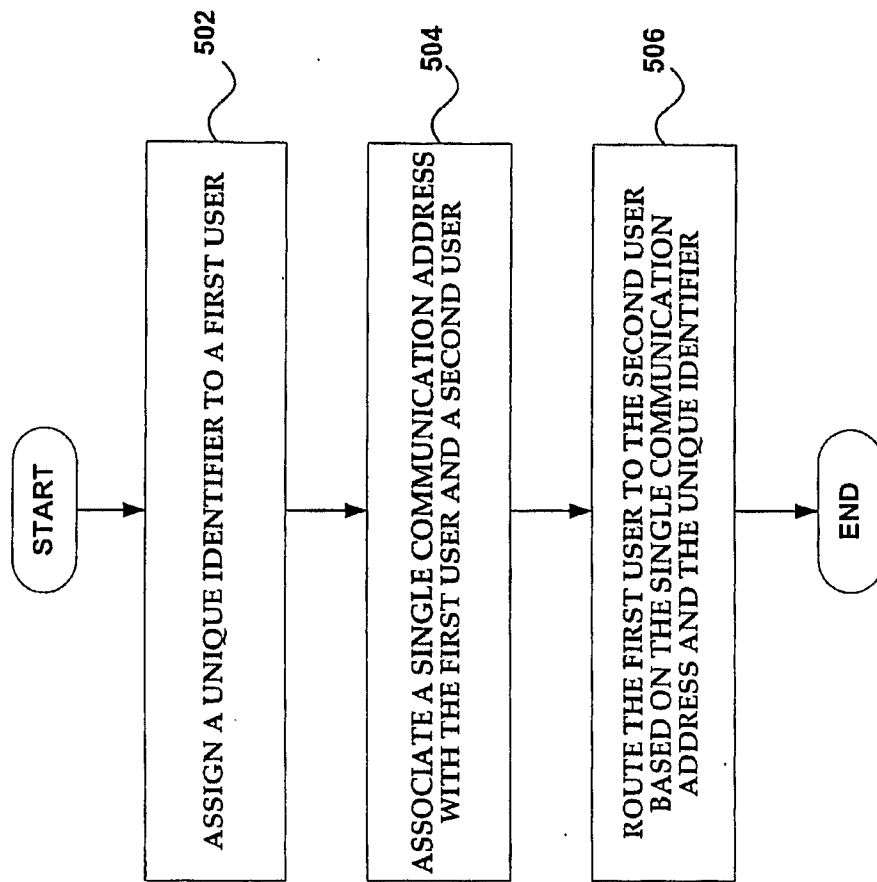 START
502
ASSIGN A UNIQUE IDENTIFIER TO A FIRST USER
504
ASSOCIATE A SINGLE COMMUNICATION ADDRESS
WITH THE FIRST USER AND A SECOND USER
506
ROUTE THE FIRST USER TO THE SECOND USER
BASED ON THE SINGLE COMMUNICATION
ADDRESS AND THE UNIQUE IDENTIFIER
END